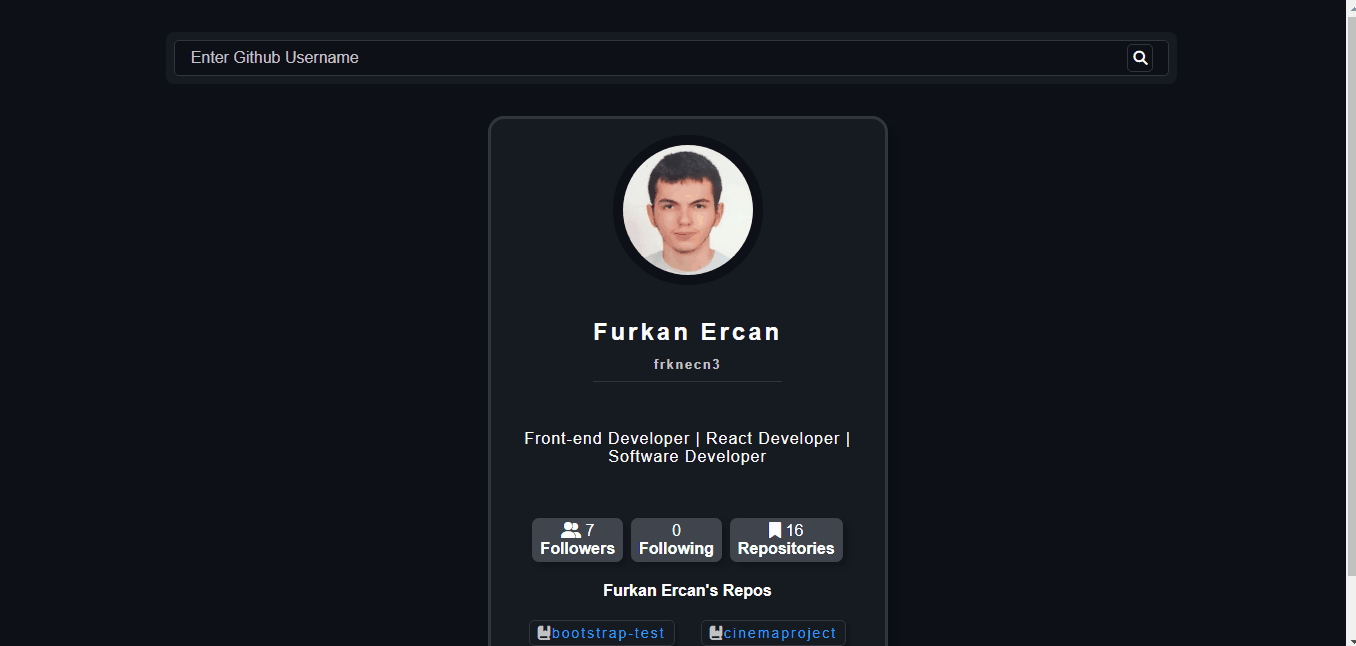 Enter Github Username
Furkan Ercan
frknecn3
Front-end Developer | React Developer |
Software Developer
7
Followers
0
Following
16
Repositories
Furkan Ercan's Repos
bootstrap-test
cinemaproject